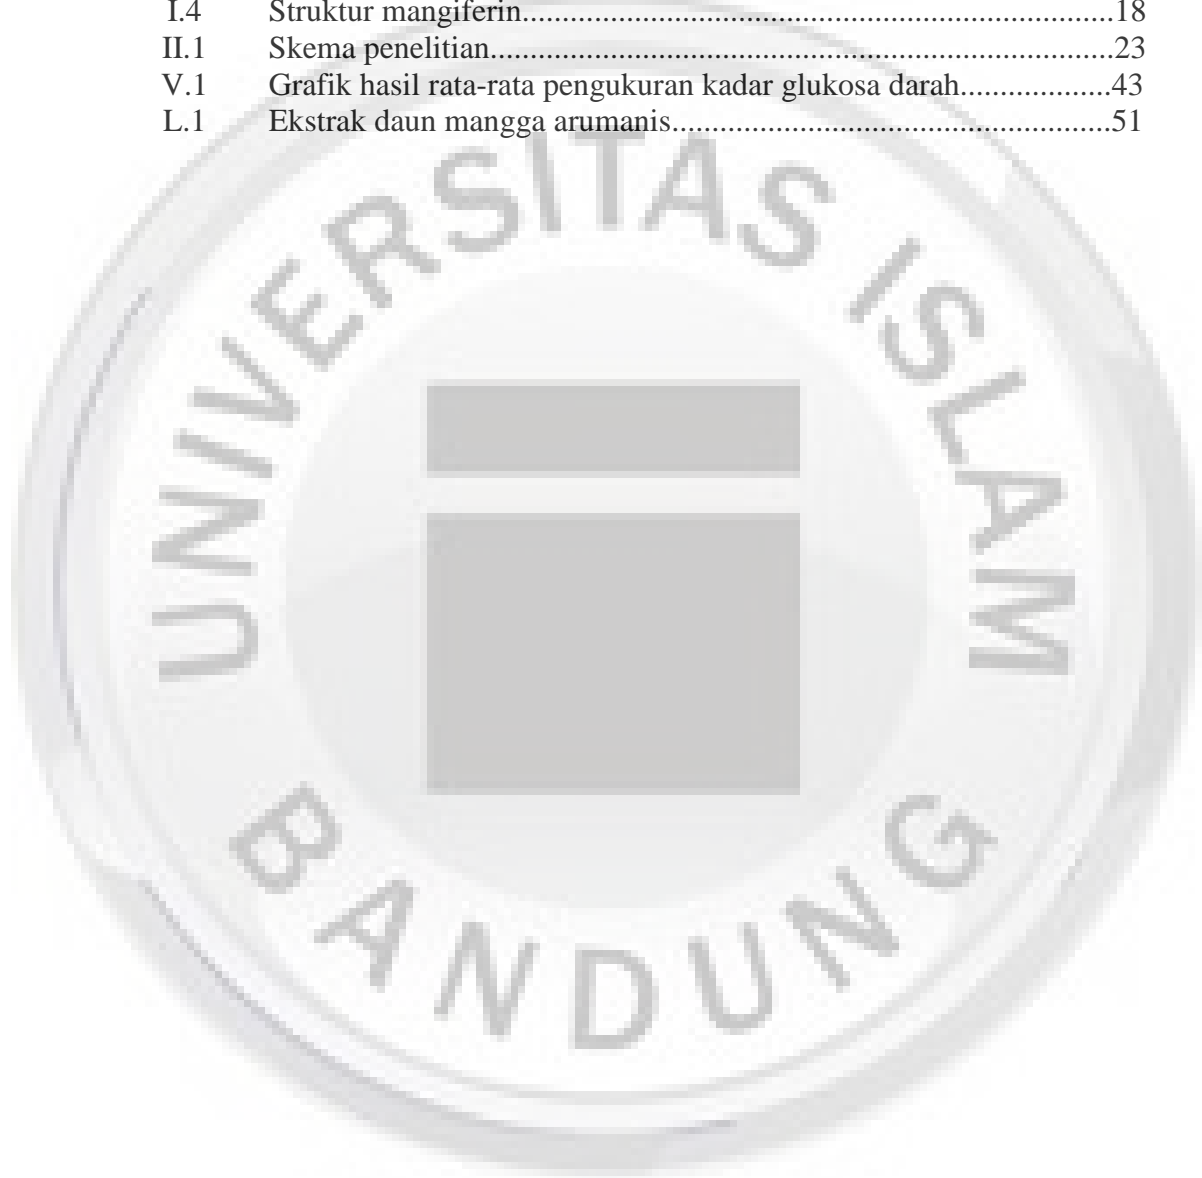 I.4 Struktur mangiferin..........................................................................18
II.1 Skema penelitian..............................................................................23
V.1 Grafik hasil rata-rata pengukuran kadar glukosa darah...................43
L.1 Ekstrak daun mangga arumanis.......................................................51
UNIVERSITAS ISLAM
BANDUNG